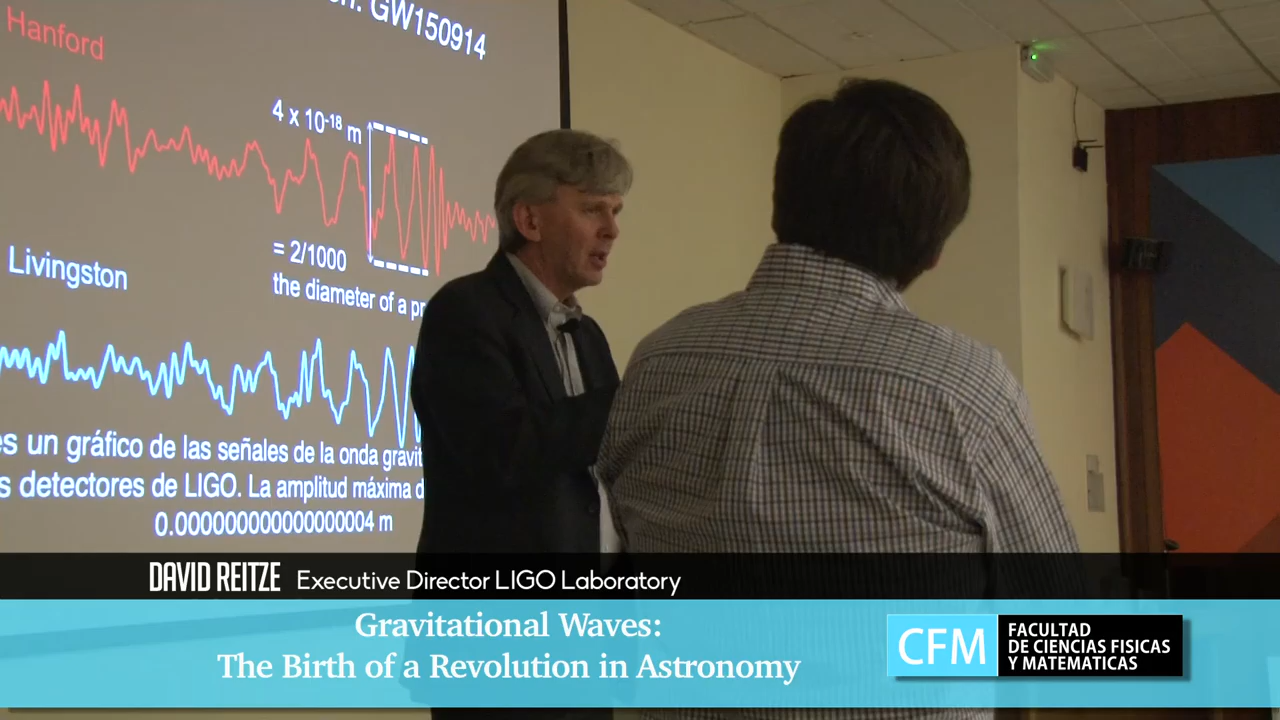 GW150914
Hanford
4 x 10-18 m
= 2/1000
the diameter of a
Livingston
es un gráfico de las señales de la onda
detectores de LIGO. La amplitud máxima
0.000000000000000004 m
DAVID REITZE Executive Director LIGO Laboratory
Gravitational Waves:
The Birth of a Revolution in Astronomy
CFM
FACULTAD
DE CIENCIAS FISICAS
Y MATEMATICAS